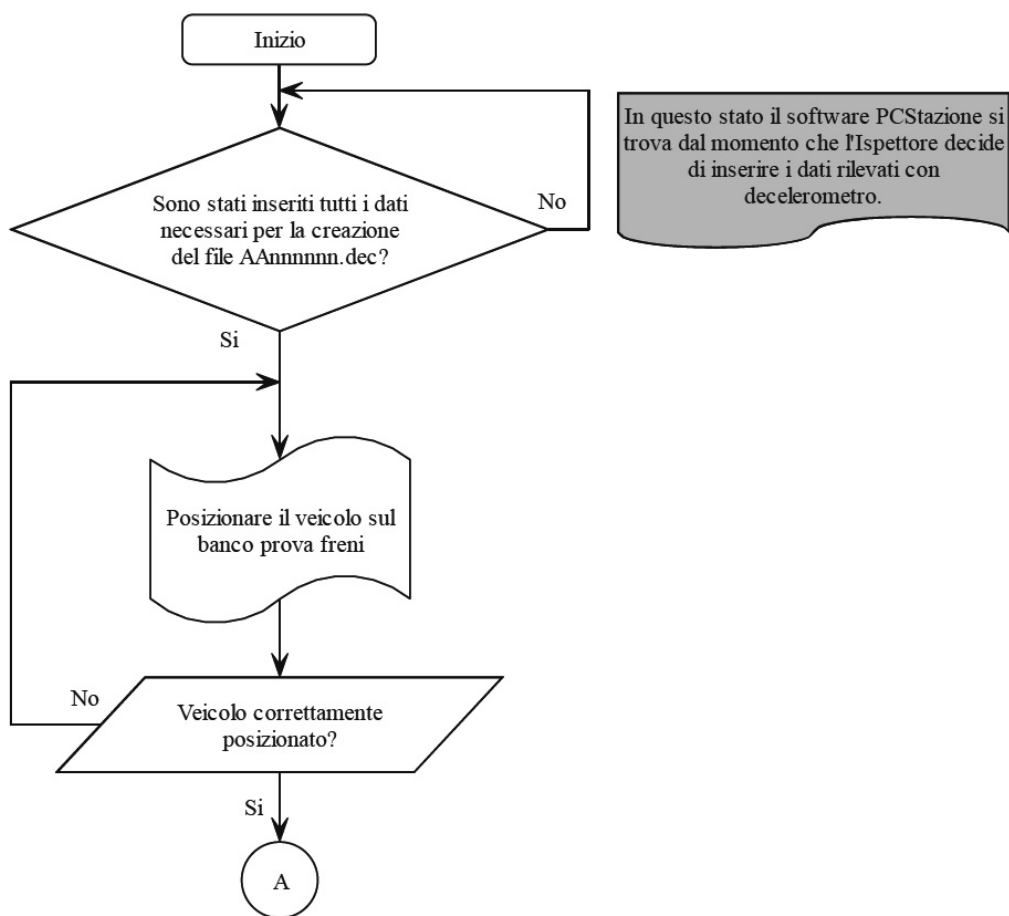 Inizio
In questo stato il software PCStazione si
trova dal momento che l'Ispettore decide
di inserire i dati rilevati con
decelerometro.
Sono stati inseriti tutti i dati
necessari per la creazione
del file AAnnnnnn.dec?
No
Si
Posizionare il veicolo sul
banco prova freni
No
Veicolo correttamente
posizionato?
Si
A